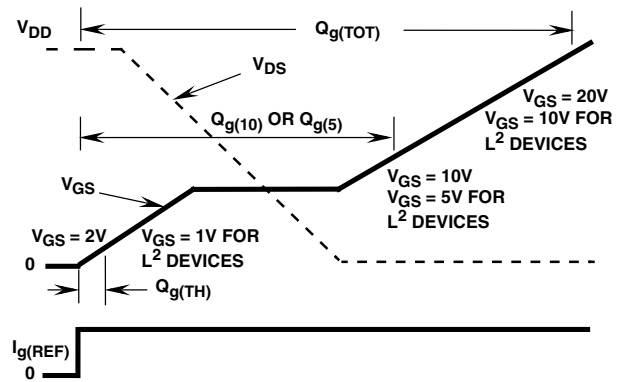 V_DD
Q_g(TOT)
V_DS
Q_g(10) OR Q_g(5)
V_GS = 20V
V_GS = 10V FOR
L² DEVICES
V_GS
V_GS = 10V
V_GS = 5V FOR
L² DEVICES
V_GS = 2V
V_GS = 1V FOR
L² DEVICES
0
Q_g(TH)
I_g(REF)
0